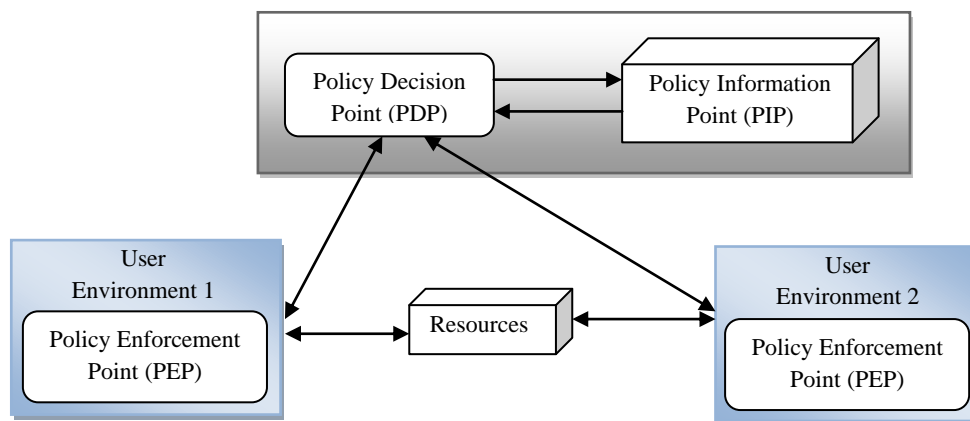 Policy Decision
Point (PDP)
Policy Information
Point (PIP)
User
Environment 1
Policy Enforcement
Point (PEP)
Resources
User
Environment 2
Policy Enforcement
Point (PEP)